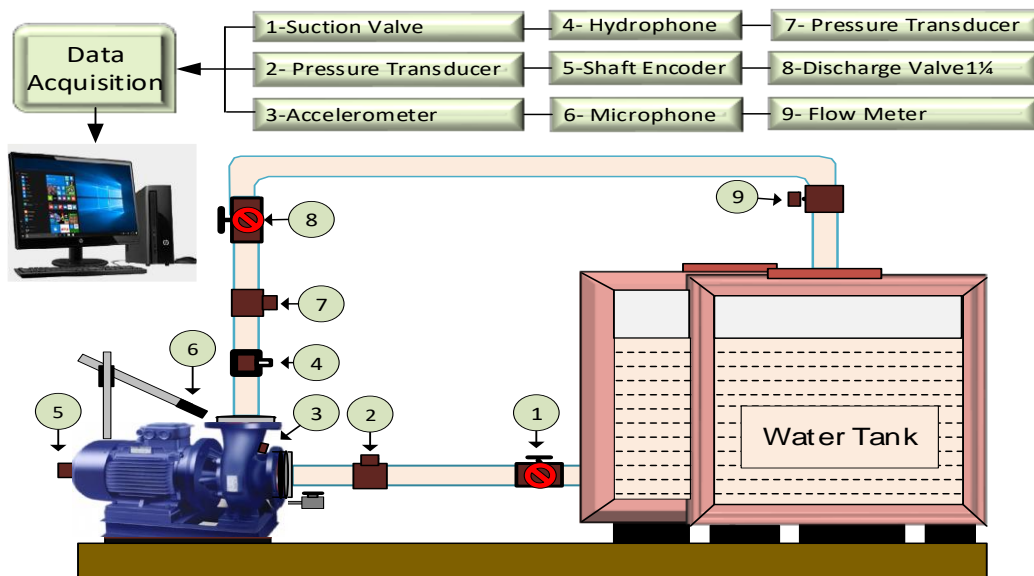 Data
Acquisition
1-Suction Valve
4- Hydrophone
7- Pressure Transducer
2- Pressure Transducer
5-Shaft Encoder
8-Discharge Valve1¼
3-Accelerometer
6- Microphone
9- Flow Meter
9
8
7
6
4
5
3
2
1
Water Tank